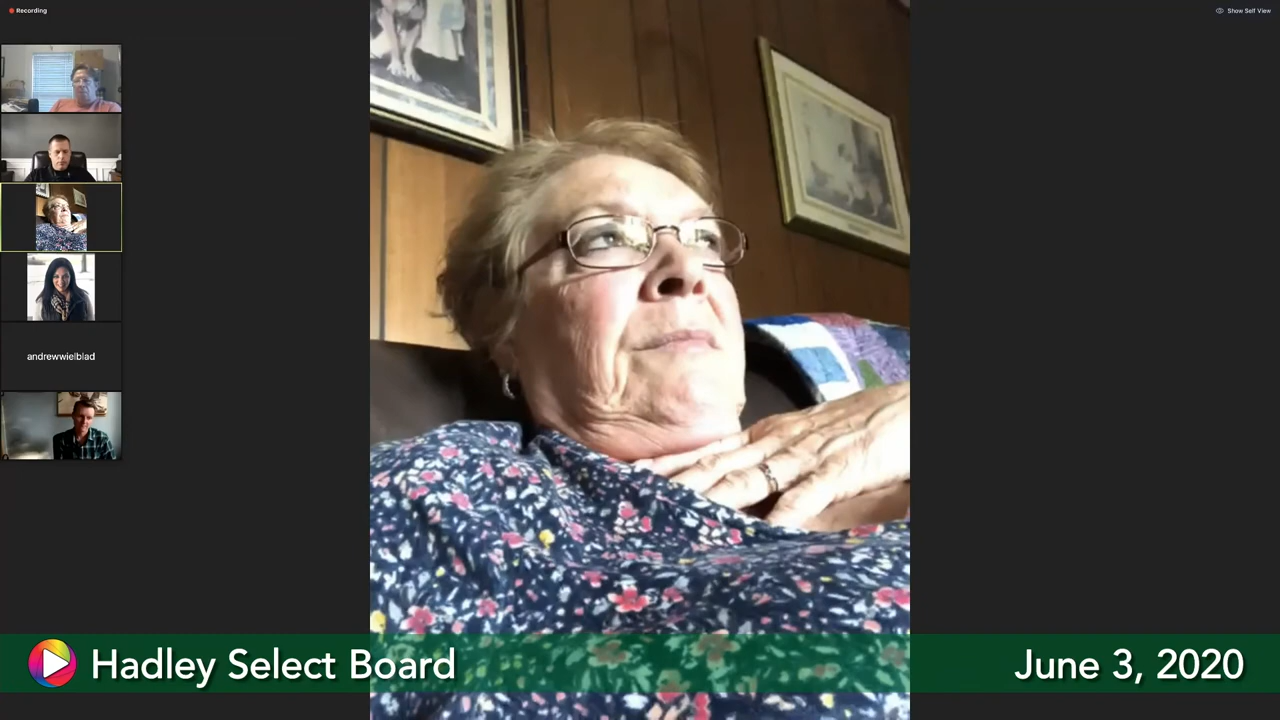 Recording
Show Self View
andrewwielblad
Hadley Select Board
June 3, 2020